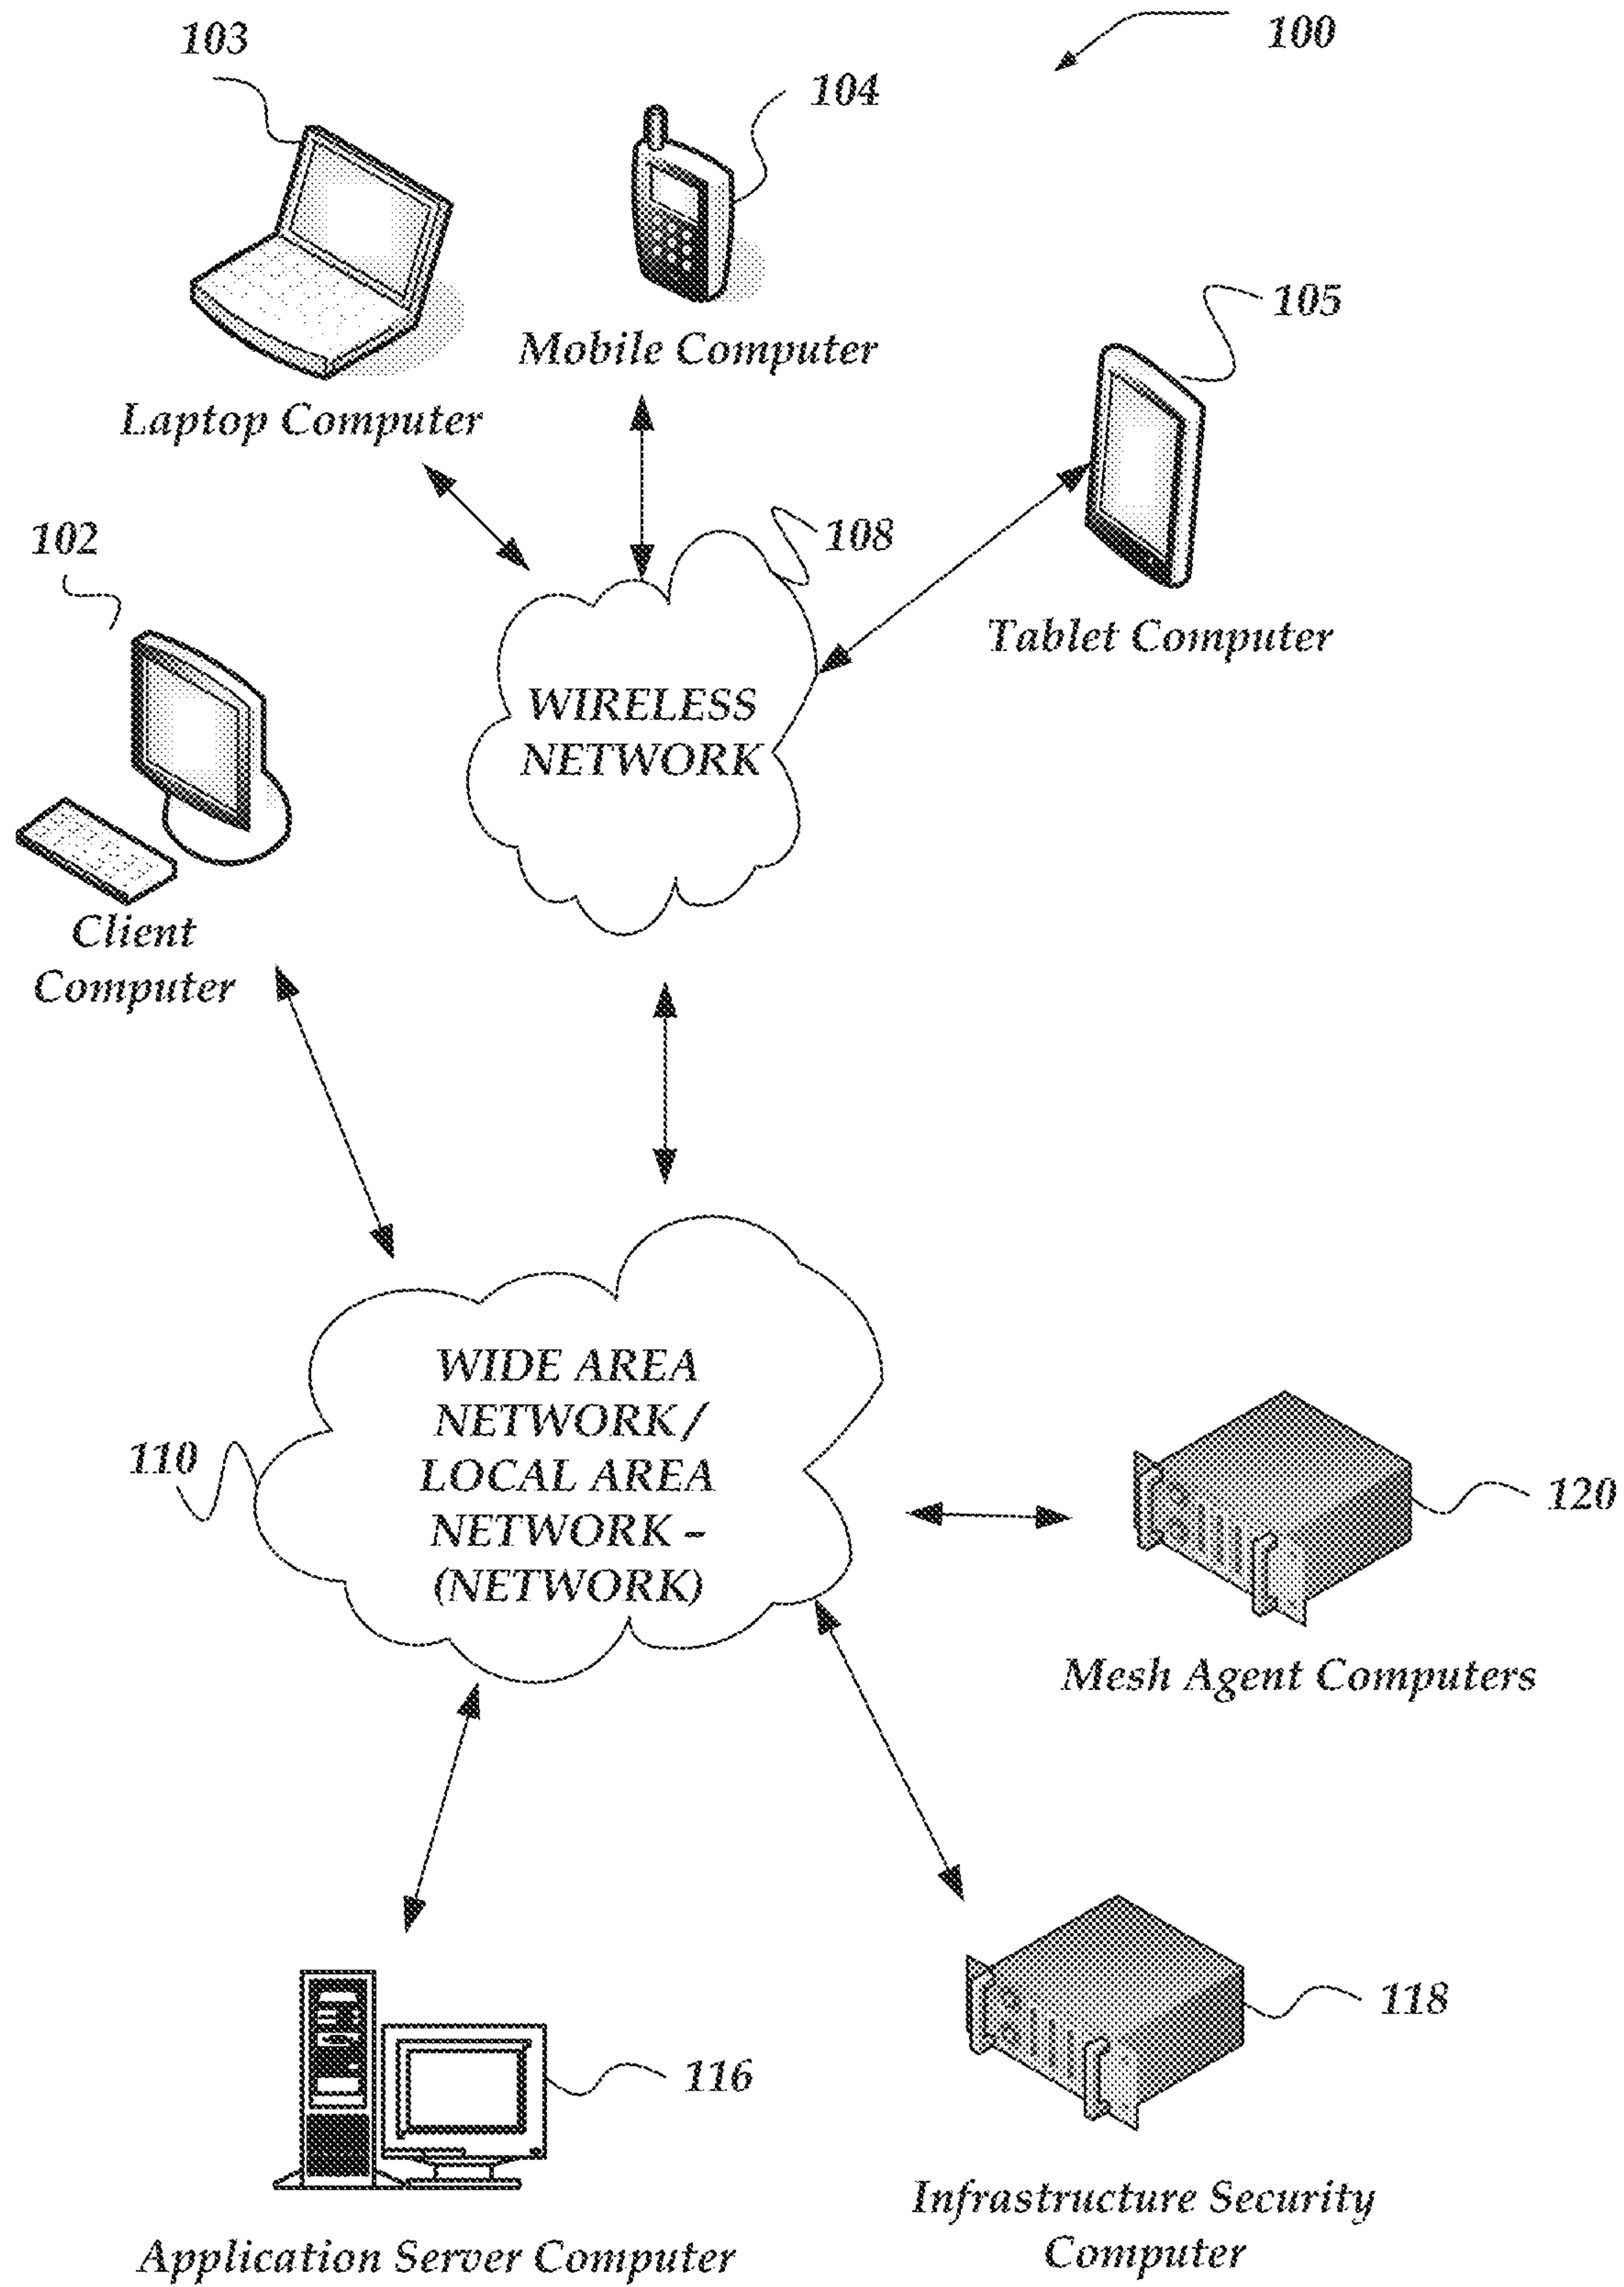 103
100
104
105
Mobile Computer
Laptop Computer
102
108
Tablet Computer
WIRELESS
NETWORK
Client
Computer
WIDE AREA
NETWORK /
LOCAL AREA
NETWORK –
(NETWORK)
110
120
Mesh Agent Computers
118
116
Infrastructure Security
Computer
Application Server Computer